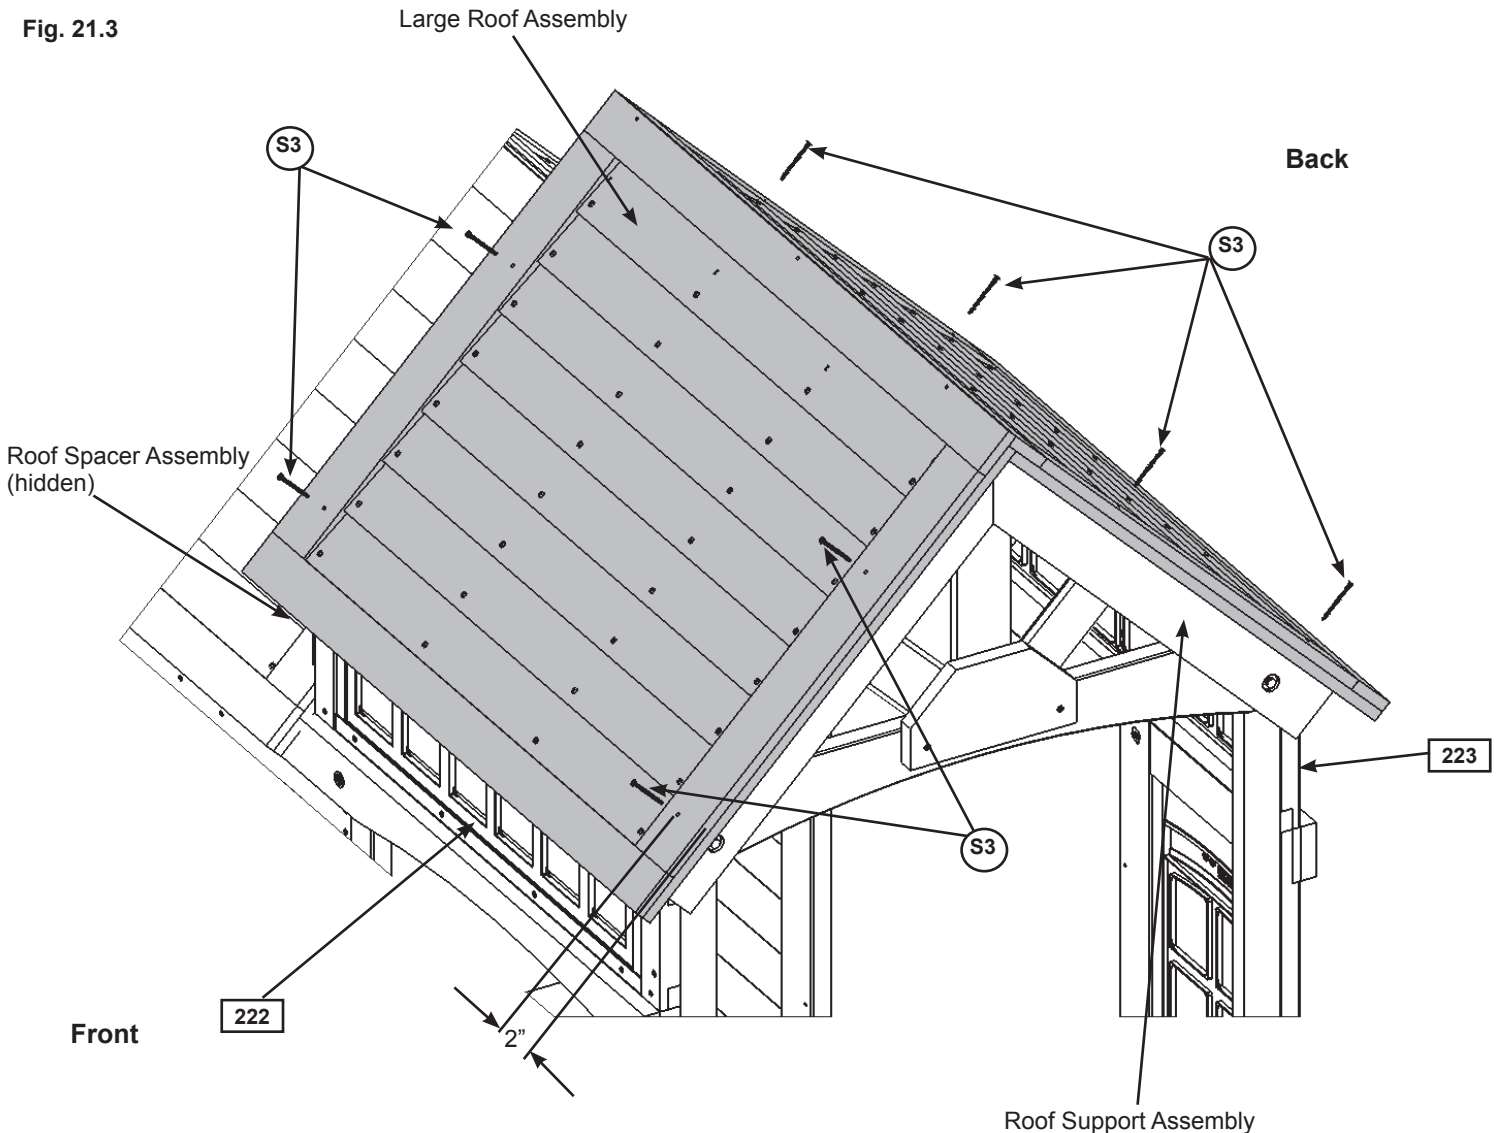 Fig. 21.3
Large Roof Assembly
S3
Back
S3
Roof Spacer Assembly
(hidden)
223
S3
222
Front
2”
Roof Support Assembly